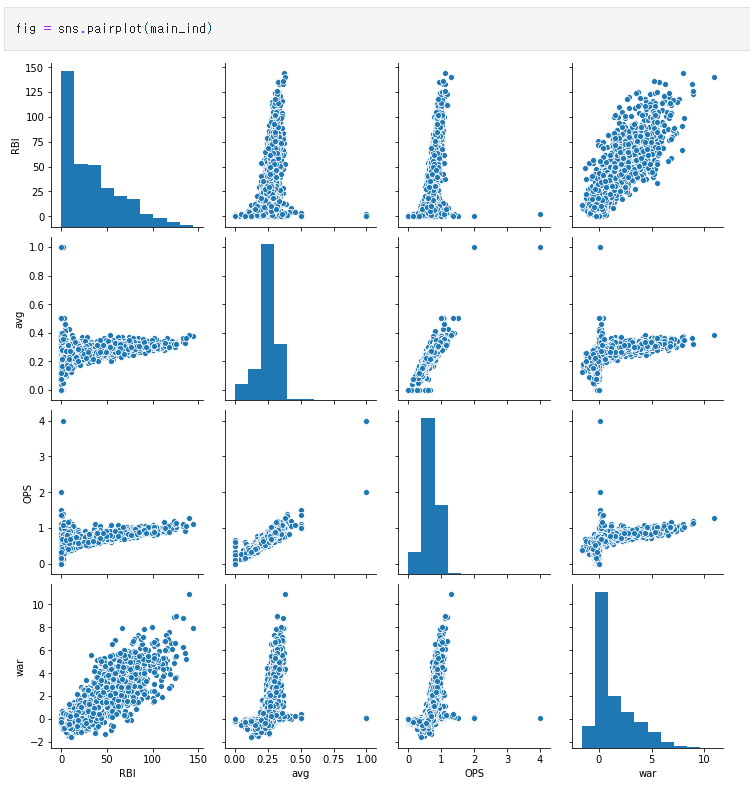 fig = sns.pairplot(main_ind)
150
125
100
75
50
25
0
RBI
1.0
0.8
0.6
0.4
0.2
0.0
avg
4
3
2
1
0
OPS
10
8
6
4
2
0
−2
war
0 50 100 150
0.00 0.25 0.50 0.75 1.00
0 1 2 3 4
0 5 10
RBI
avg
OPS
war